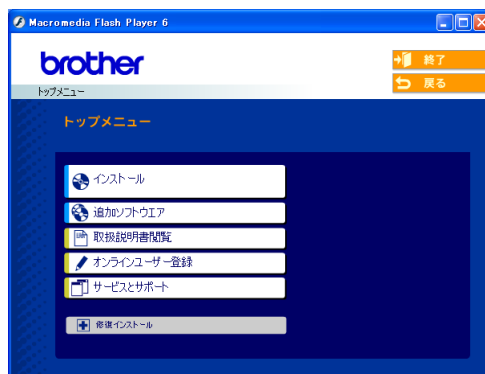 Macromedia Flash Player 6
brother
終了
戻る
トップメニュー
トップメニュー
インストール
追加ソフトウエア
取扱説明書閲覧
オンラインユーザー登録
サービスとサポート
修復インストール